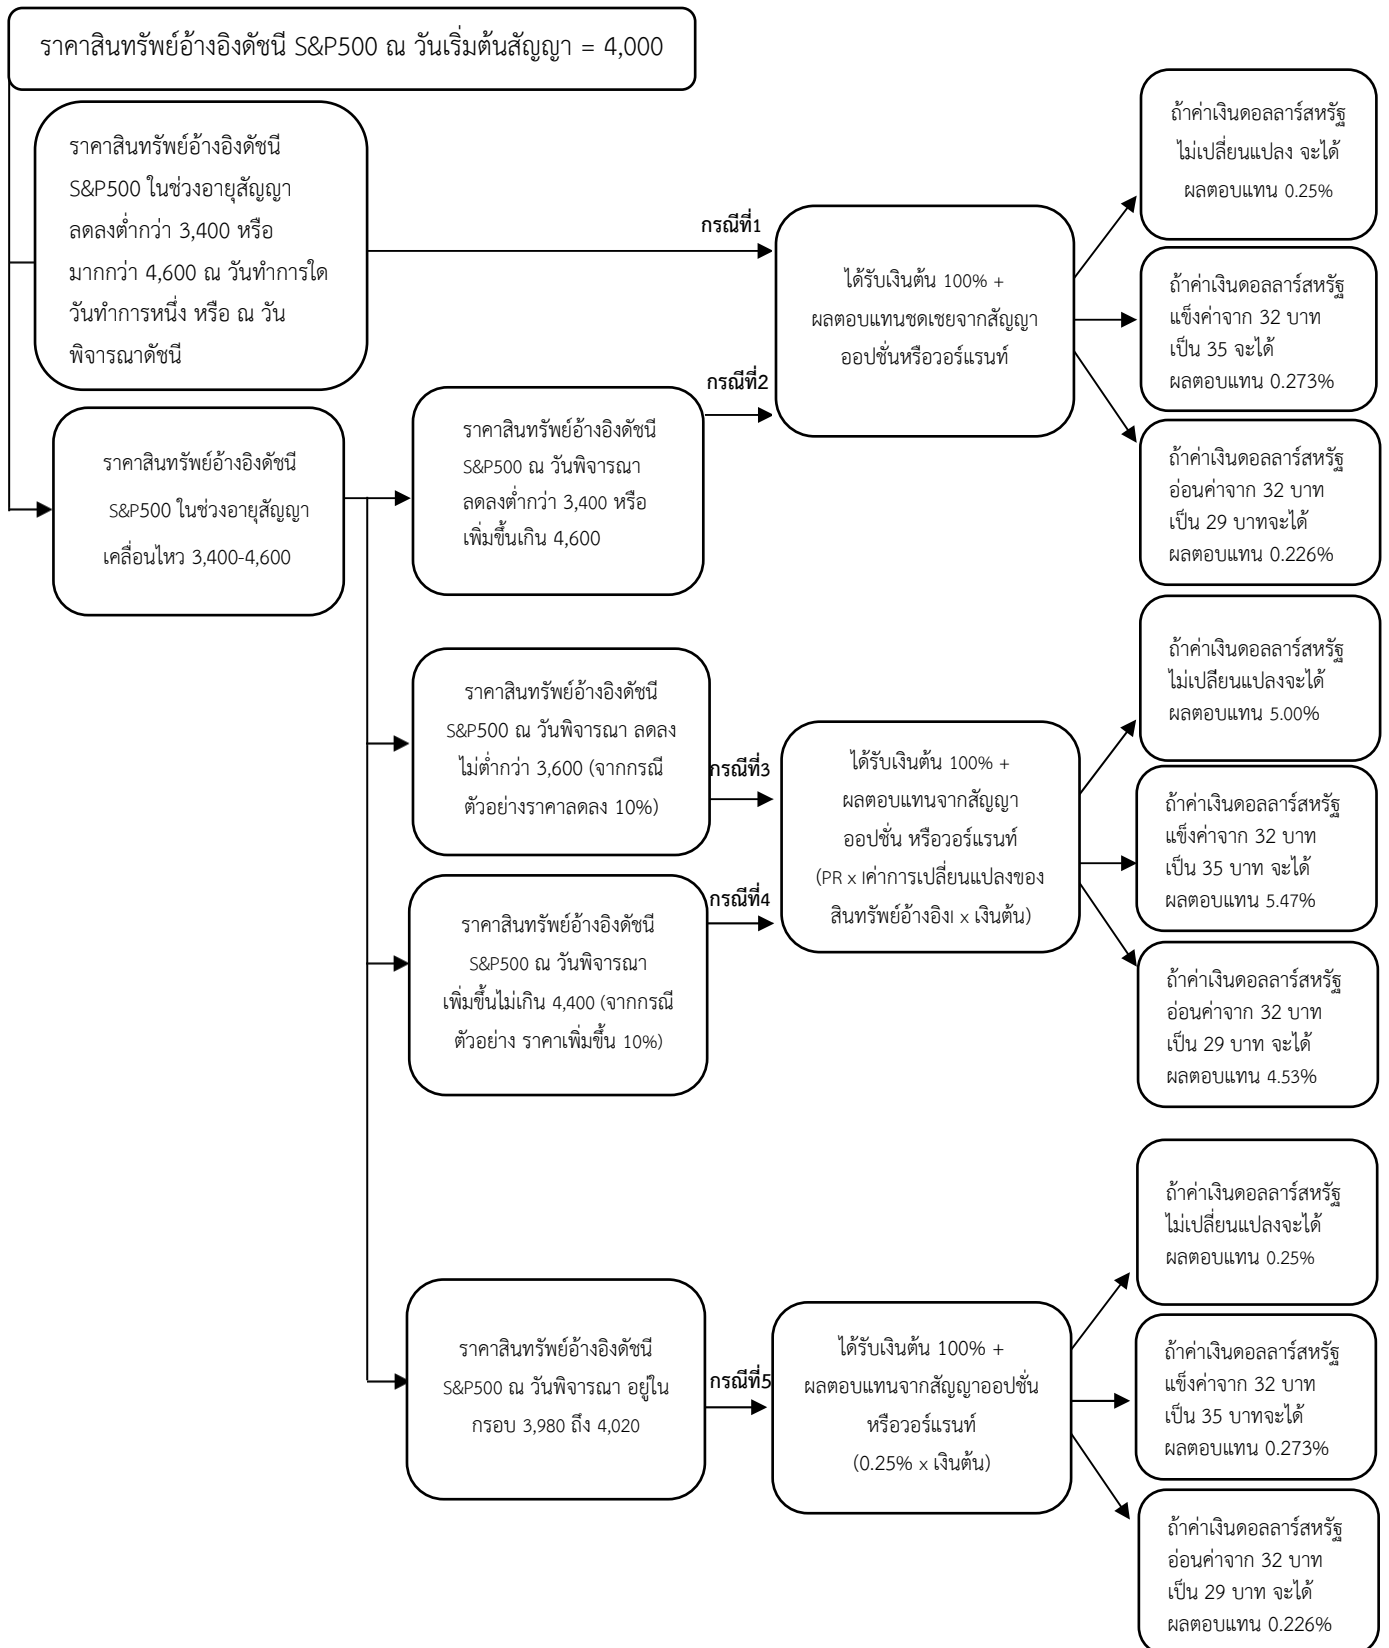 ราคาสินทรัพย์อ้างอิงดัชนี S&P500 ณ วันเริ่มต้นสัญญา = 4,000
ราคาสินทรัพย์อ้างอิงดัชนี
S&P500 ในช่วงอายุสัญญา
ลดลงต่ำกว่า 3,400 หรือ
มากกว่า 4,600 ณ วันทำการใด
วันทำการหนึ่ง หรือ ณ วัน
พิจารณาดัชนี
กรณีที่1
ได้รับเงินต้น 100% +
ผลตอบแทนชดเชยจากสัญญา
ออปชั่นหรือวอร์แรนท์
ถ้าค่าเงินดอลลาร์สหรัฐ
ไม่เปลี่ยนแปลง จะได้
ผลตอบแทน 0.25%
ถ้าค่าเงินดอลลาร์สหรัฐ
แข็งค่าจาก 32 บาท
เป็น 35 จะได้
ผลตอบแทน 0.273%
ถ้าค่าเงินดอลลาร์สหรัฐ
อ่อนค่าจาก 32 บาท
เป็น 29 บาทจะได้
ผลตอบแทน 0.226%
ราคาสินทรัพย์อ้างอิงดัชนี
S&P500 ในช่วงอายุสัญญา
เคลื่อนไหว 3,400-4,600
ราคาสินทรัพย์อ้างอิงดัชนี
S&P500 ณ วันพิจารณา
ลดลงต่ำกว่า 3,400 หรือ
เพิ่มขึ้นเกิน 4,600
กรณีที่2
ราคาสินทรัพย์อ้างอิงดัชนี
S&P500 ณ วันพิจารณา ลดลง
ไม่ต่ำกว่า 3,600 (จากกรณี
ตัวอย่างราคาลดลง 10%)
กรณีที่3
ราคาสินทรัพย์อ้างอิงดัชนี
S&P500 ณ วันพิจารณา
เพิ่มขึ้นไม่เกิน 4,400 (จากกรณี
ตัวอย่าง ราคาเพิ่มขึ้น 10%)
กรณีที่4
ได้รับเงินต้น 100% +
ผลตอบแทนจากสัญญา
ออปชั่น หรือวอร์แรนท์
(PR x Iค่าการเปลี่ยนแปลงของ
สินทรัพย์อ้างอิงI x เงินต้น)
ถ้าค่าเงินดอลลาร์สหรัฐ
ไม่เปลียนแปลงจะได้
ผลตอบแทน 5.00%
ถ้าค่าเงินดอลลาร์สหรัฐ
แข็งค่าจาก 32 บาท
เป็น 35 บาท จะได้
ผลตอบแทน 5.47%
ถ้าค่าเงินดอลลาร์สหรัฐ
อ่อนค่าจาก 32 บาท
เป็น 29 บาท จะได้
ผลตอบแทน 4.53%
ราคาสินทรัพย์อ้างอิงดัชนี
S&P500 ณ วันพิจารณา อยู่ใน
กรอบ 3,980 ถึง 4,020
กรณีที่5
ได้รับเงินต้น 100% +
ผลตอบแทนจากสัญญาออปชั่น
หรือวอร์แรนท์
(0.25% x เงินต้น)
ถ้าค่าเงินดอลลาร์สหรัฐ
ไม่เปลี่ยนแปลงจะได้
ผลตอบแทน 0.25%
ถ้าค่าเงินดอลลาร์สหรัฐ
แข็งค่าจาก 32 บาท
เป็น 35 บาทจะได้
ผลตอบแทน 0.273%
ถ้าค่าเงินดอลลาร์สหรัฐ
อ่อนค่าจาก 32 บาท
เป็น 29 บาท จะได้
ผลตอบแทน 0.226%